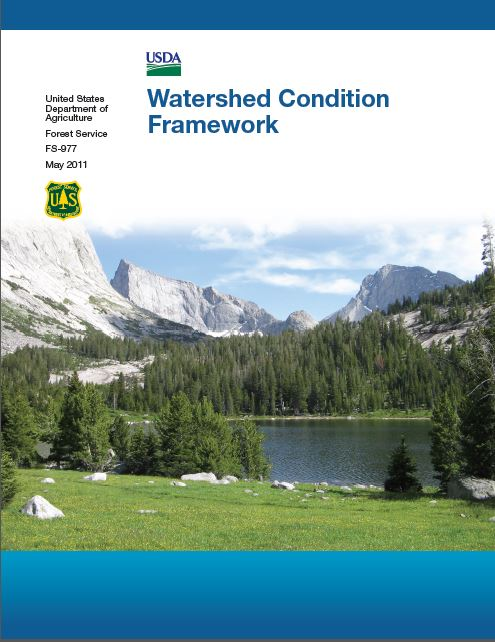 USDA
Watershed Condition
Framework
United States
Department of
Agriculture
Forest Service
FS-977
May 2011
FOREST SERVICE
U S
DEPARTMENT OF AGRICULTURE